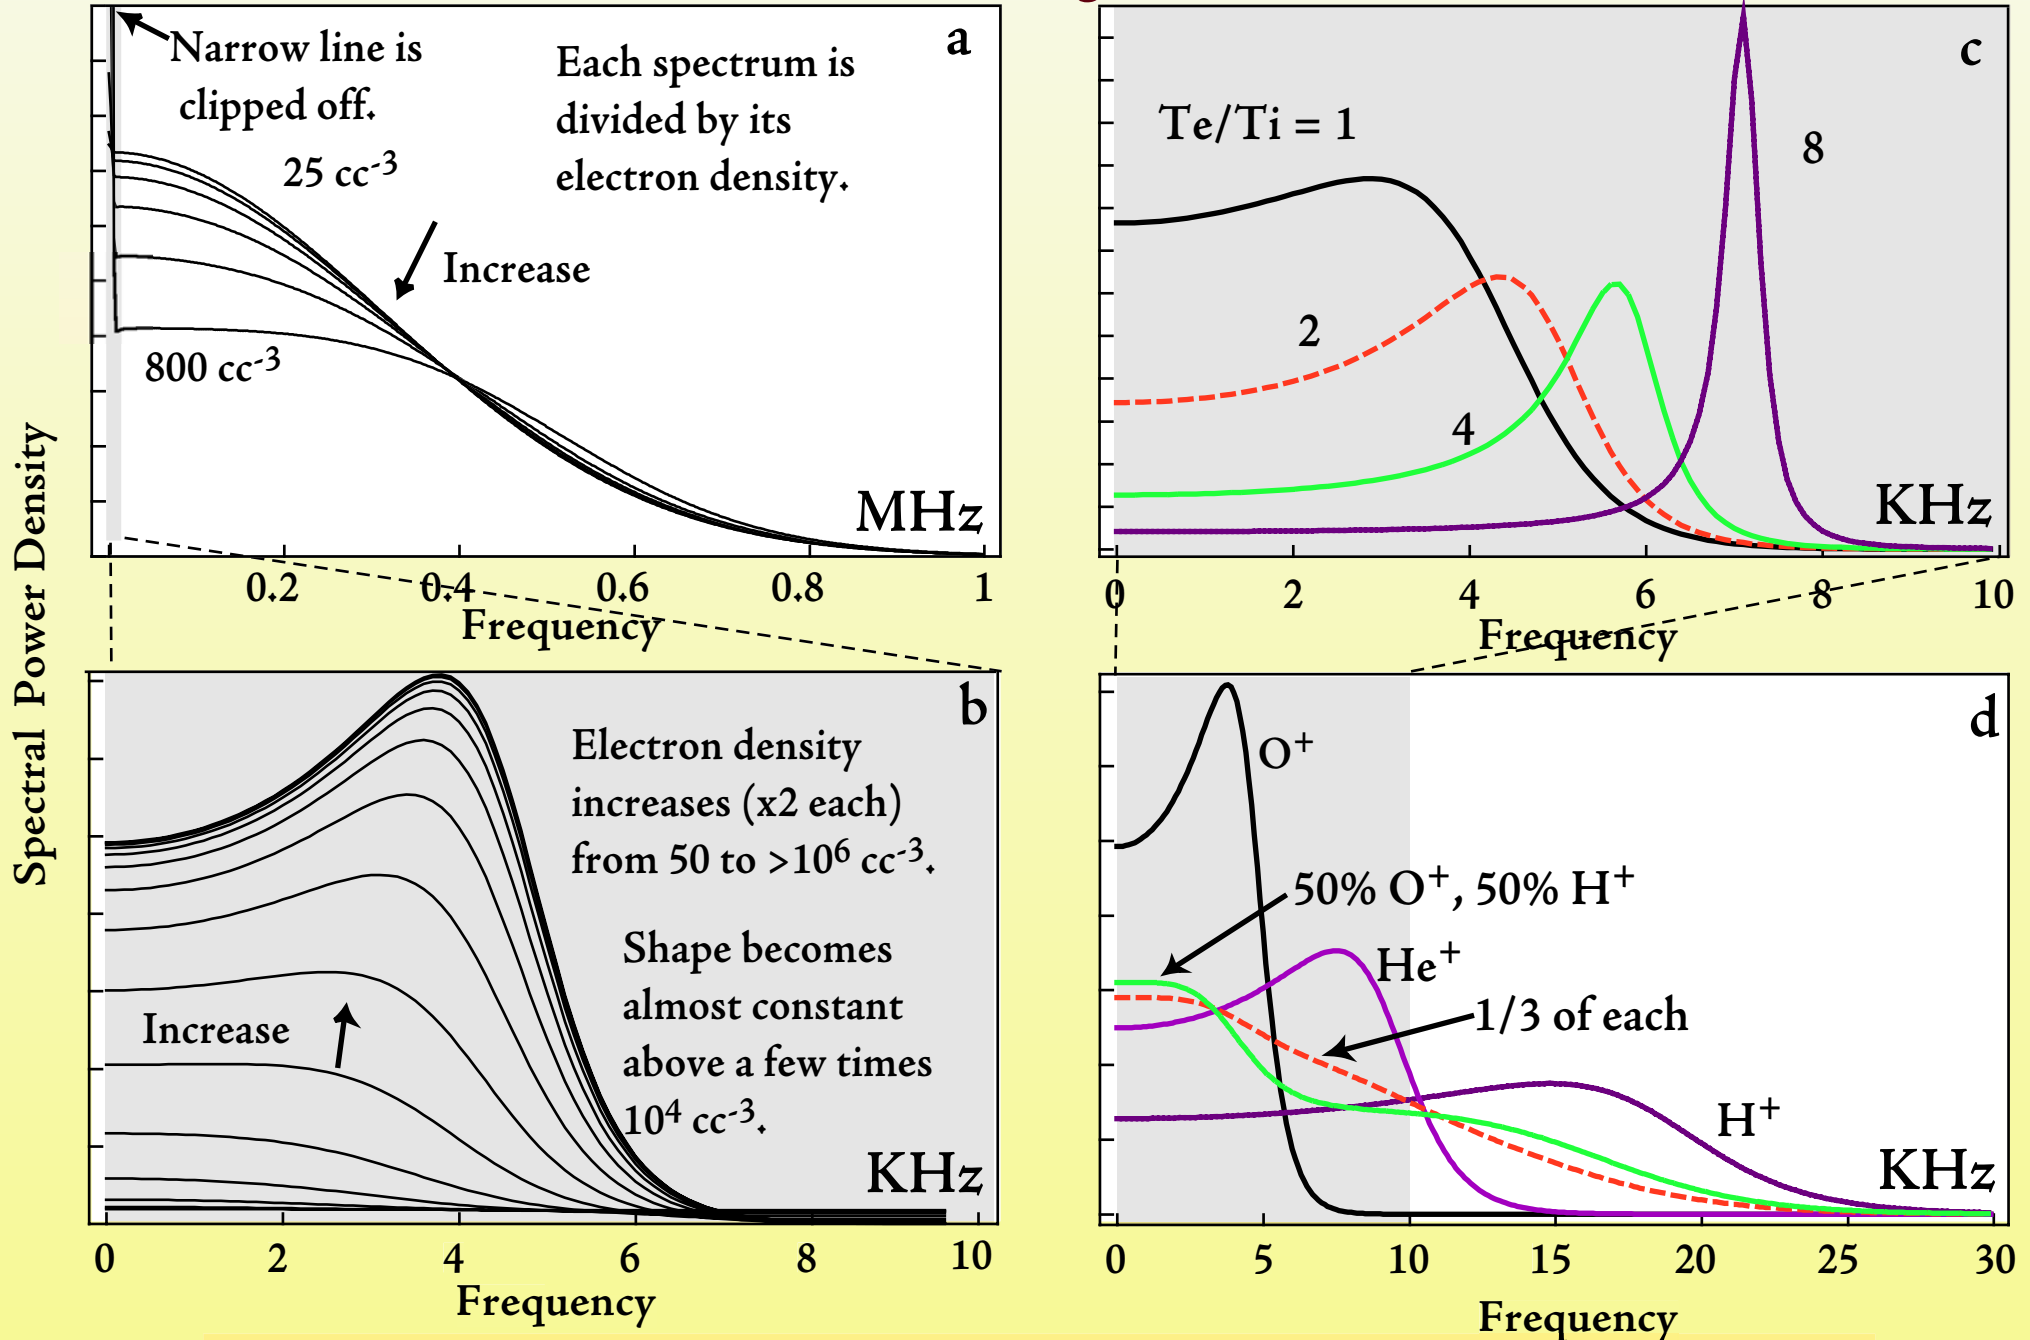 Spectral Power Density
a
Narrow line is
clipped off.
25 cc⁻³
Each spectrum is
divided by its
electron density.
Increase
800 cc⁻³
MHz
0.2 0.4 0.6 0.8 1
Frequency
b
Electron density
increases (x2 each)
from 50 to >10⁶ cc⁻³.
Shape becomes
almost constant
above a few times
10⁴ cc⁻³.
Increase
KHz
0 2 4 6 8 10
Frequency
c
Te/Ti = 1
8
2
4
KHz
0 2 4 6 8 10
Frequency
d
O⁺
50% O⁺, 50% H⁺
He⁺
1/3 of each
H⁺
KHz
0 5 10 15 20 25 30
Frequency